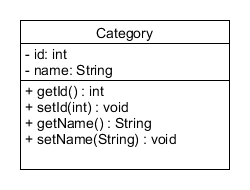 Category
- id: int
- name: String
+ getId() : int
+ setId(int) : void
+ getName() : String
+ setName(String) : void